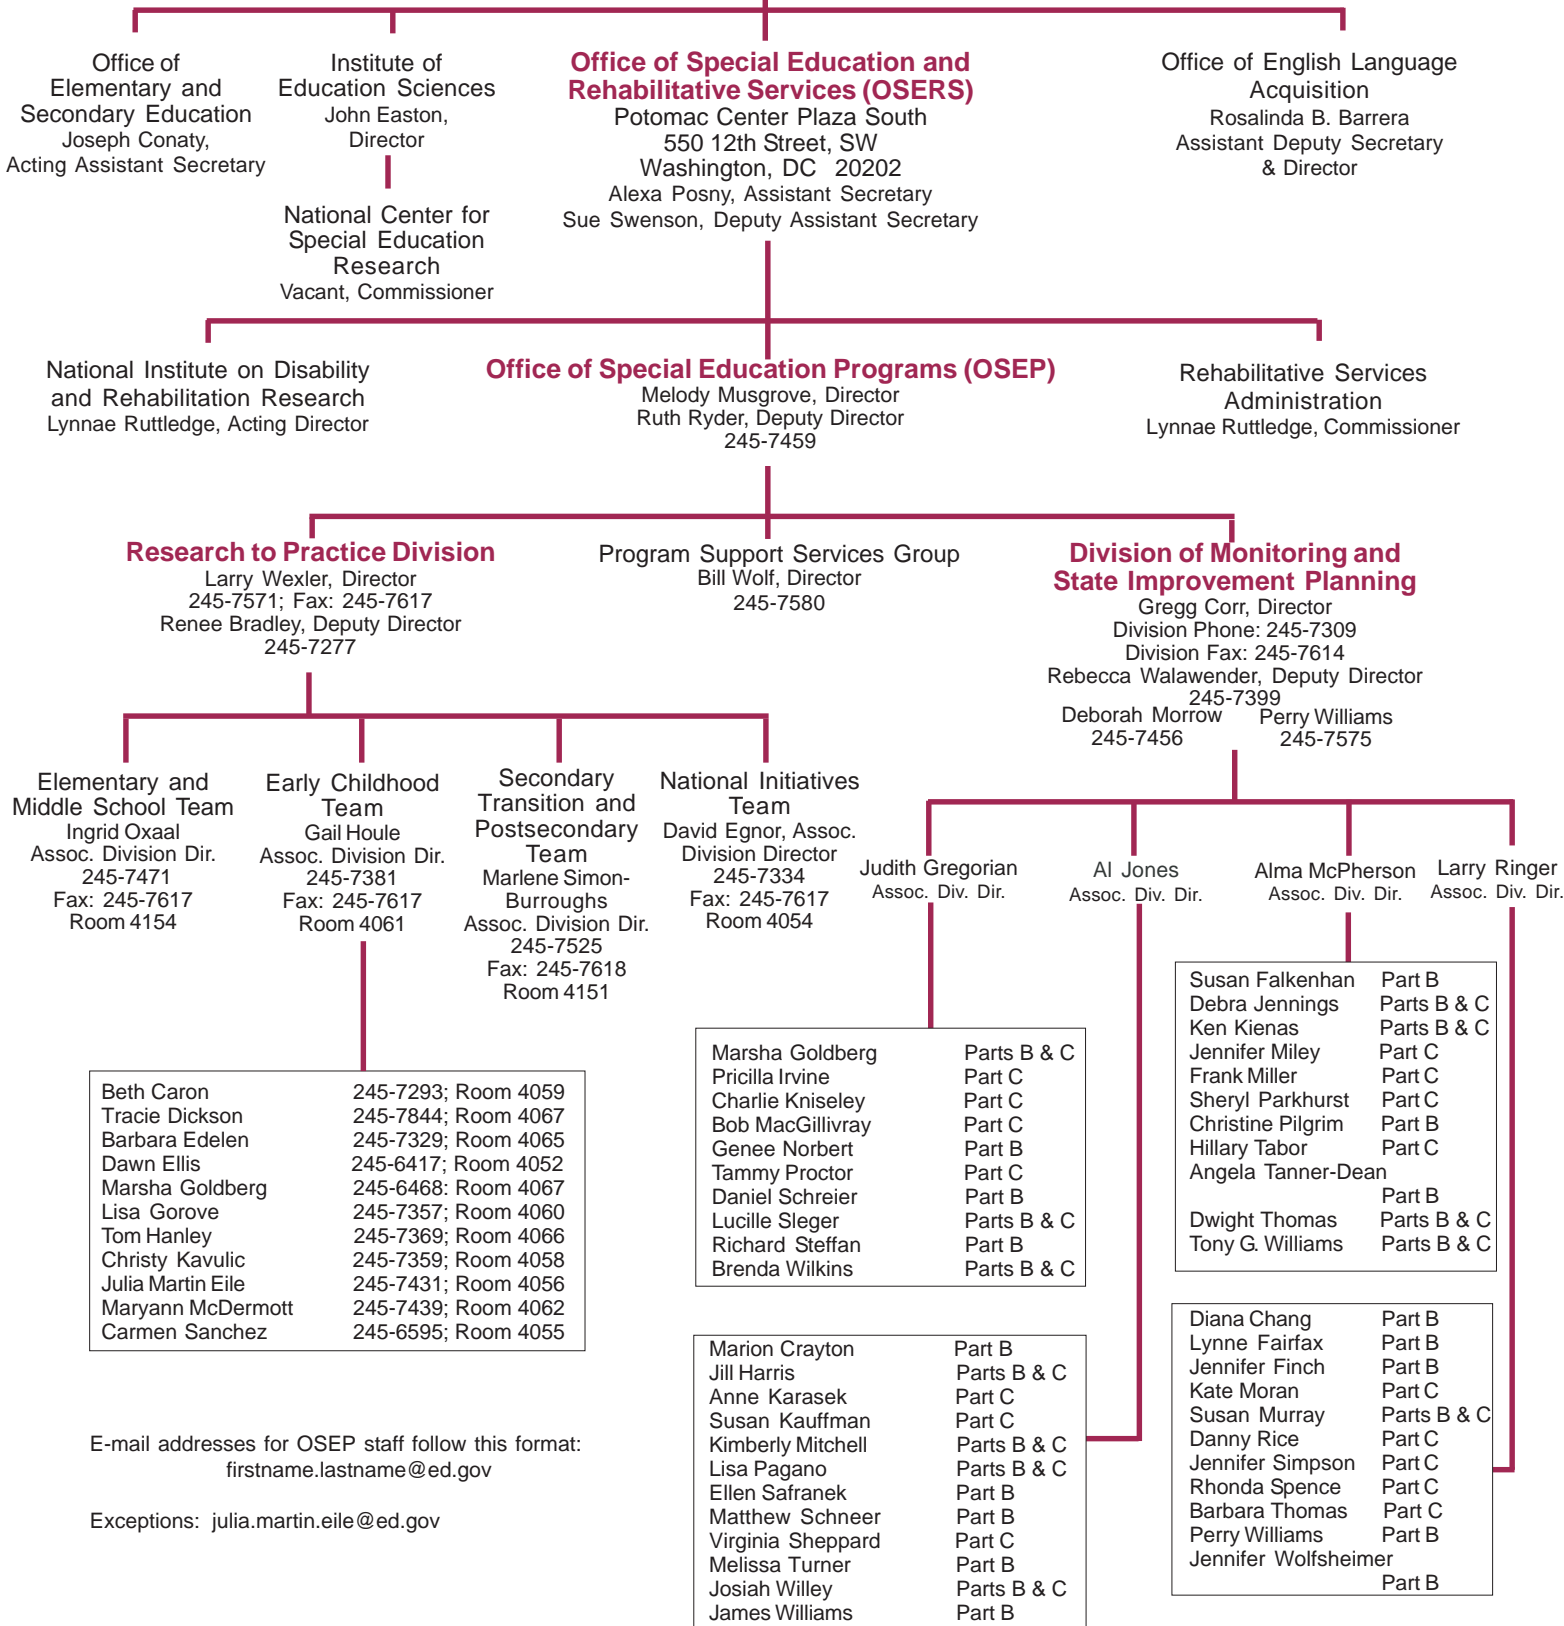 Office of
Elementary and
Secondary Education
Joseph Conaty,
Acting Assistant Secretary
Institute of
Education Sciences
John Easton,
Director
National Center for
Special Education
Research
Vacant, Commissioner
Office of Special Education and
Rehabilitative Services (OSERS)
Potomac Center Plaza South
550 12th Street, SW
Washington, DC 20202
Alexa Posny, Assistant Secretary
Sue Swenson, Deputy Assistant Secretary
Office of English Language
Acquisition
Rosalinda B. Barrera
Assistant Deputy Secretary
& Director
National Institute on Disability
and Rehabilitation Research
Lynnae Ruttledge, Acting Director
Office of Special Education Programs (OSEP)
Melody Musgrove, Director
Ruth Ryder, Deputy Director
245-7459
Rehabilitative Services
Administration
Lynnae Ruttledge, Commissioner
Research to Practice Division
Larry Wexler, Director
245-7571; Fax: 245-7617
Renee Bradley, Deputy Director
245-7277
Program Support Services Group
Bill Wolf, Director
245-7580
Division of Monitoring and
State Improvement Planning
Gregg Corr, Director
Division Phone: 245-7309
Division Fax: 245-7614
Rebecca Walawender, Deputy Director
245-7399
Deborah Morrow
245-7456
Perry Williams
245-7575
Elementary and
Middle School Team
Ingrid Oxaal
Assoc. Division Dir.
245-7471
Fax: 245-7617
Room 4154
Early Childhood
Team
Gail Houle
Assoc. Division Dir.
245-7381
Fax: 245-7617
Room 4061
Secondary
Transition and
Postsecondary
Team
Marlene Simon-
Burroughs
Assoc. Division Dir.
245-7525
Fax: 245-7618
Room 4151
National Initiatives
Team
David Egnor, Assoc.
Division Director
245-7334
Fax: 245-7617
Room 4054
Judith Gregorian
Assoc. Div. Dir.
Al Jones
Assoc. Div. Dir.
Alma McPherson
Assoc. Div. Dir.
Larry Ringer
Assoc. Div. Dir.
Beth Caron 245-7293; Room 4059
Tracie Dickson 245-7844; Room 4067
Barbara Edelen 245-7329; Room 4065
Dawn Ellis 245-6417; Room 4052
Marsha Goldberg 245-6468: Room 4067
Lisa Gorove 245-7357; Room 4060
Tom Hanley 245-7369; Room 4066
Christy Kavulic 245-7359; Room 4058
Julia Martin Eile 245-7431; Room 4056
Maryann McDermott 245-7439; Room 4062
Carmen Sanchez 245-6595; Room 4055
Marsha Goldberg Parts B & C
Pricilla Irvine Part C
Charlie Kniseley Part C
Bob MacGillivray Part C
Genee Norbert Part B
Tammy Proctor Part C
Daniel Schreier Part B
Lucille Sleger Parts B & C
Richard Steffan Part B
Brenda Wilkins Parts B & C
Susan Falkenhan Part B
Debra Jennings Parts B & C
Ken Kienas Parts B & C
Jennifer Miley Part C
Frank Miller Part C
Sheryl Parkhurst Part C
Christine Pilgrim Part B
Hillary Tabor Part C
Angela Tanner-Dean
Part B
Dwight Thomas Parts B & C
Tony G. Williams Parts B & C
Marion Crayton Part B
Jill Harris Parts B & C
Anne Karasek Part C
Susan Kauffman Part C
Kimberly Mitchell Parts B & C
Lisa Pagano Parts B & C
Ellen Safranek Part B
Matthew Schneer Part B
Virginia Sheppard Part C
Melissa Turner Part B
Josiah Willey Parts B & C
James Williams Part B
Diana Chang Part B
Lynne Fairfax Part B
Jennifer Finch Part B
Kate Moran Part C
Susan Murray Parts B & C
Danny Rice Part C
Jennifer Simpson Part C
Rhonda Spence Part C
Barbara Thomas Part C
Perry Williams Part B
Jennifer Wolfsheimer
Part B
E-mail addresses for OSEP staff follow this format:
firstname.lastname@ed.gov
Exceptions: julia.martin.eile@ed.gov